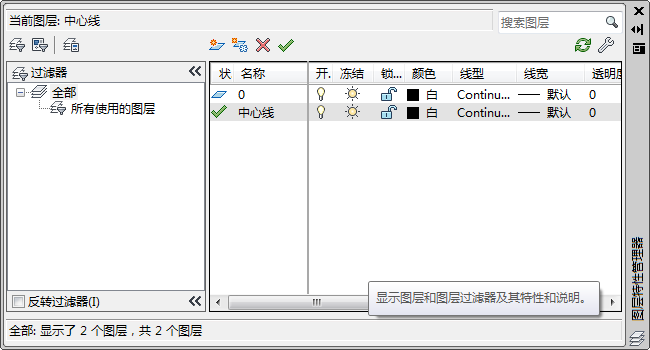 当前图层: 中心线
搜索图层
过滤器
全部
所有使用的图层
反转过滤器(I)
状 名称 开. 冻结 锁... 颜色 线型 线宽 透明度
0 白 Continu... 默认 0
中心线 白 Continu... 默认 0
显示图层和图层过滤器及其特性和说明。
全部: 显示了 2 个图层，共 2 个图层
图层特性管理器